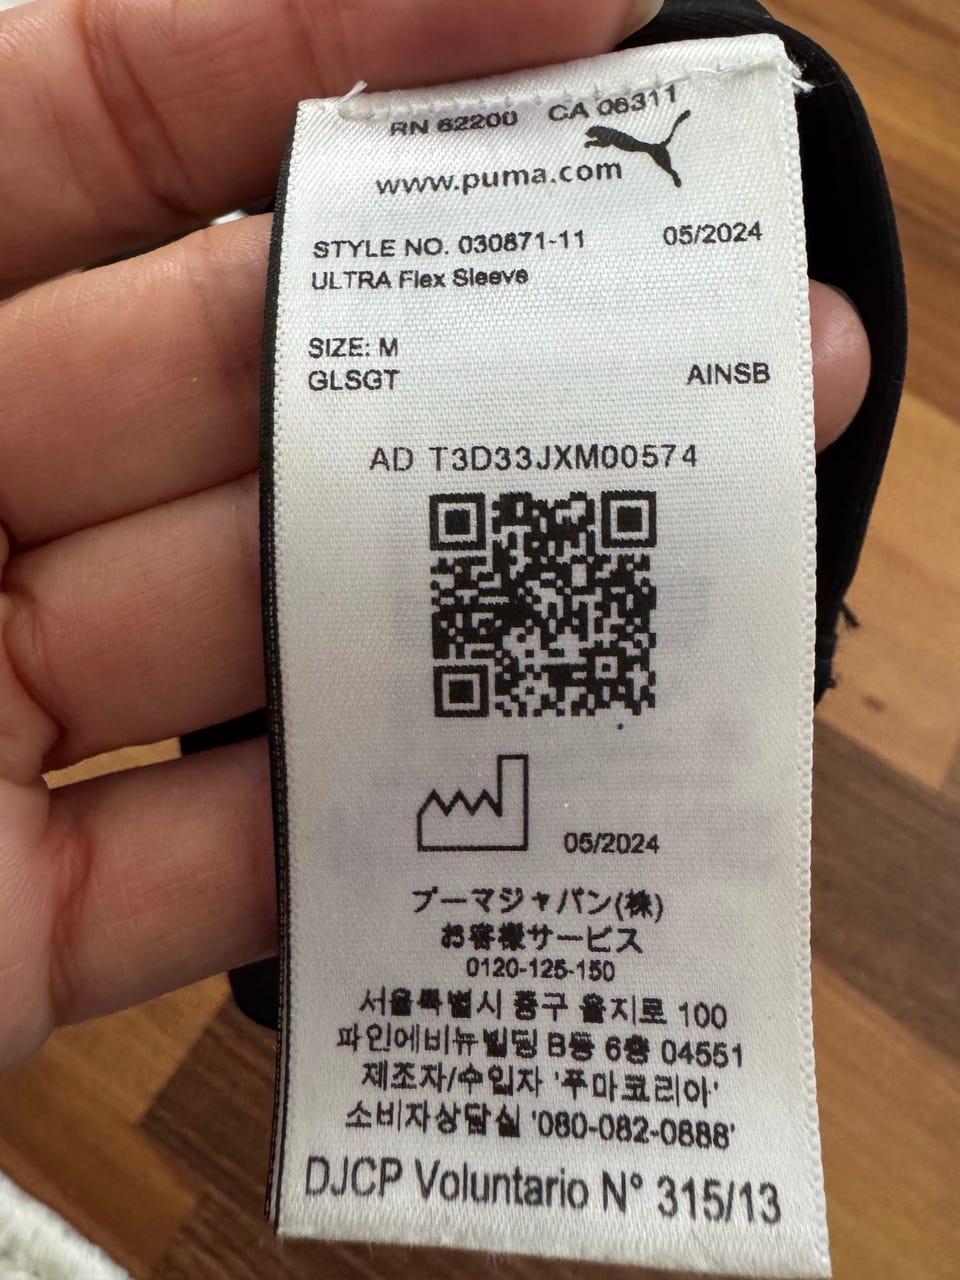 RN 62200 CA 06311
www.puma.com
STYLE NO. 030871-11 05/2024
ULTRA Flex Sleeve
SIZE: M
GLSGT AINSB
AD T3D33JXM00574
05/2024
プーマジャパン(株)
お客様サービス
0120-125-150
서울특별시 중구 을지로 100
파인에비뉴빌딩 B동 6층 04551
제조자/수입자 '푸마코리아'
소비자상담실 '080-082-0888'
DJCP Voluntario N° 315/13